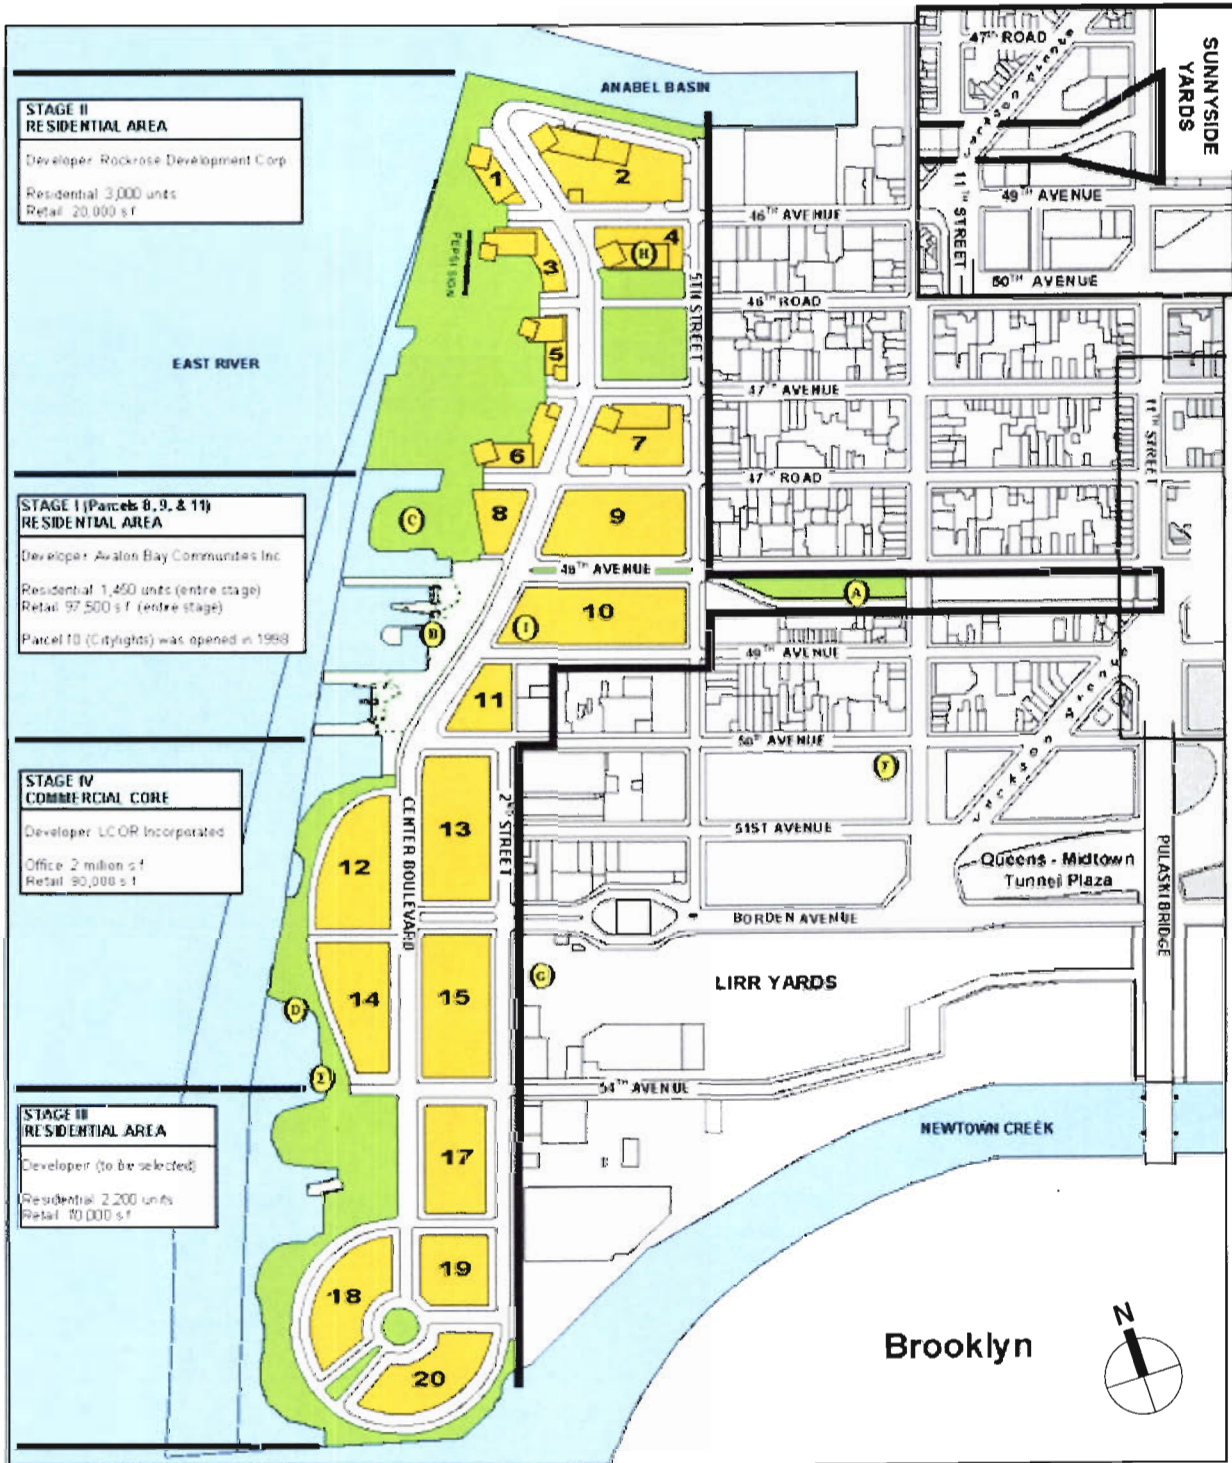 ANABEL BASIN
47TH ROAD
SUNNYSIDE
YARDS
Jackson Avenue
11TH STREET
49TH AVENUE
50TH AVENUE
STAGE II
RESIDENTIAL AREA
Developer: Rockrose Development Corp
Residential 3,000 units
Retail 20,000 s f
1
2
46TH AVENUE
PEPSI SIGN
3
4
H
5TH STREET
46TH ROAD
EAST RIVER
5
47TH AVENUE
11TH STREET
6
7
47TH ROAD
STAGE I (Parcels 8, 9, & 11)
RESIDENTIAL AREA
Developer: Avalon Bay Communities Inc
Residential 1,450 units (entire stage)
Retail 97,500 s f (entire stage)
Parcel 10 (Citylights) was opened in 1998
C
8
9
48TH AVENUE
A
10
I
B
49TH AVENUE
11
Jackson Avenue
50TH AVENUE
F
STAGE IV
COMMERCIAL CORE
Developer: LCOR Incorporated
Office 2 million s f
Retail 90,000 s f
12
13
CENTER BOULEVARD
2ND STREET
51ST AVENUE
Queens - Midtown
Tunnel Plaza
PULASKI BRIDGE
BORDEN AVENUE
G
LIRR YARDS
14
15
D
54TH AVENUE
STAGE III
RESIDENTIAL AREA
Developer (to be selected)
Residential 2,200 units
Retail 10,000 s f
NEWTOWN CREEK
17
18
19
20
Brooklyn
N